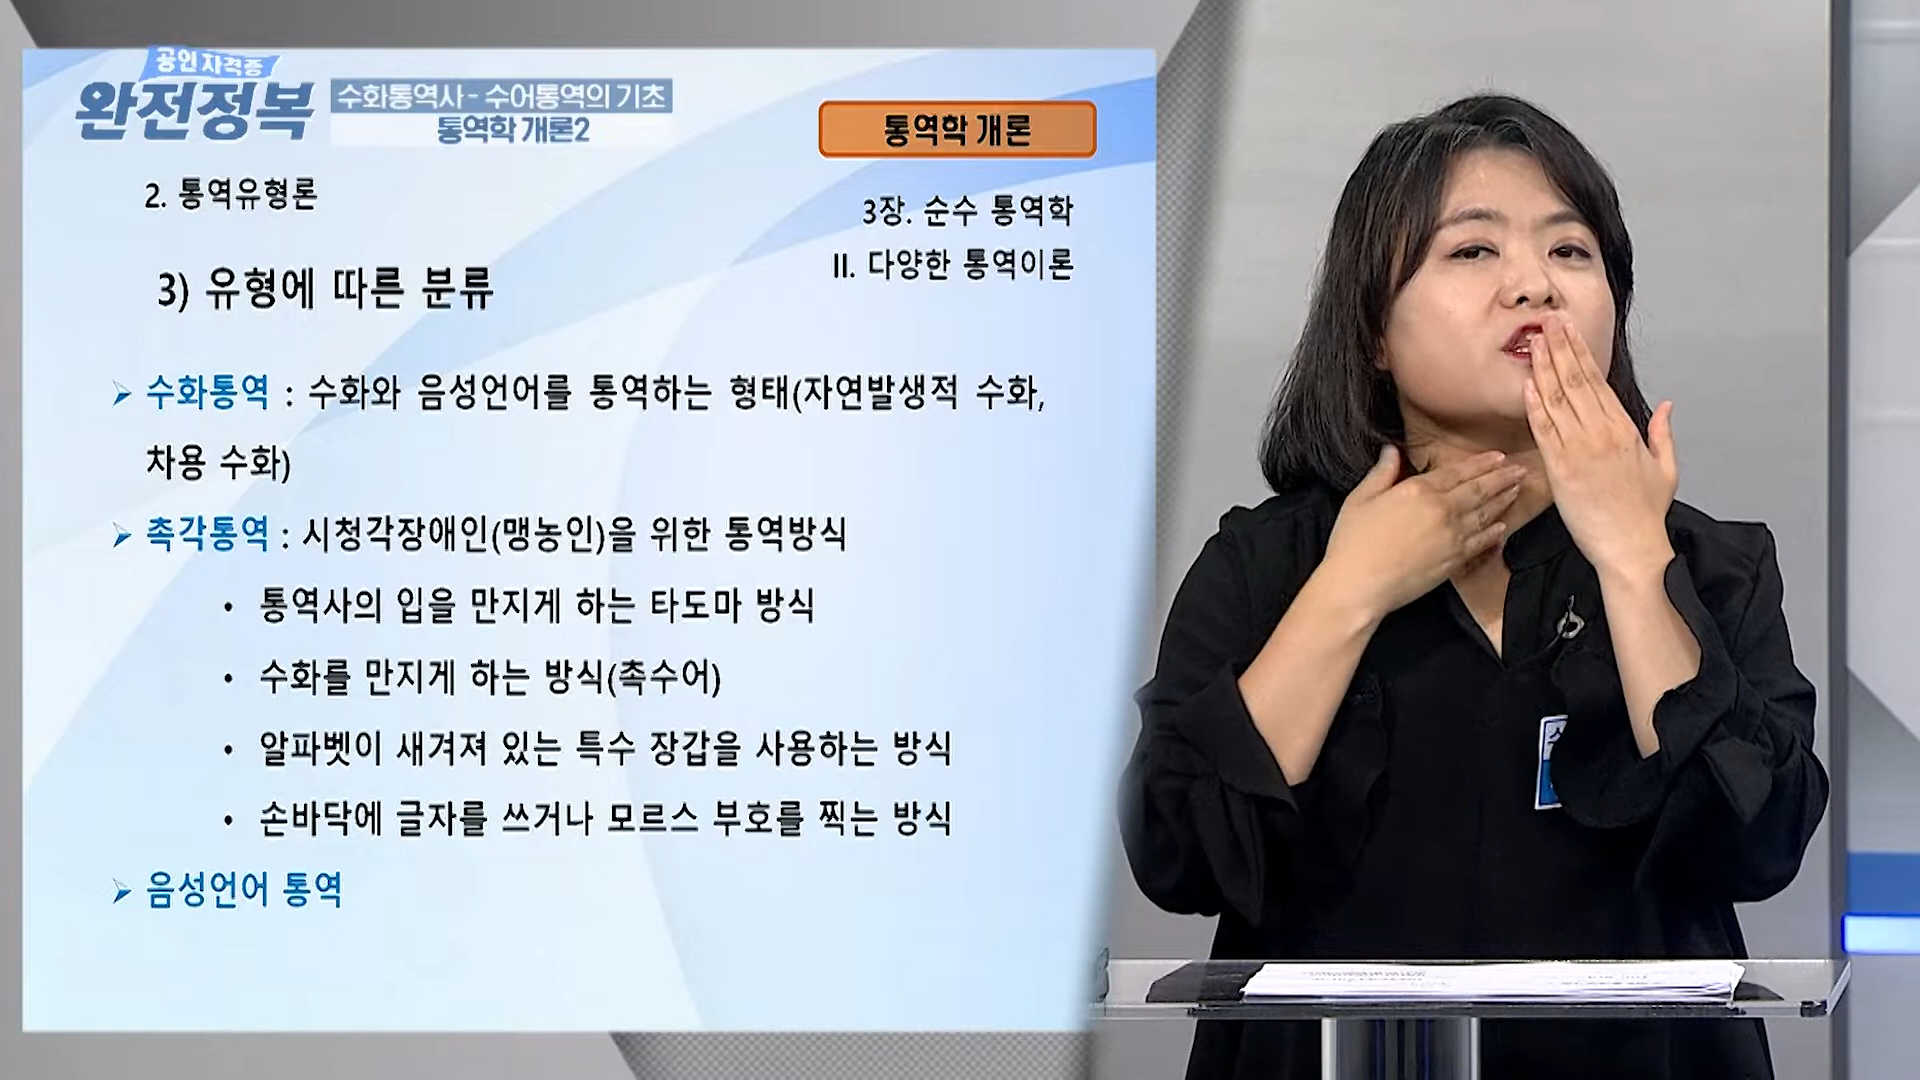 공인 자격증
완전정복
수화통역사 - 수어통역의 기초
통역학 개론2
통역학 개론
2. 통역유형론
3장. 순수 통역학
II. 다양한 통역이론
3) 유형에 따른 분류
➢ 수화통역 : 수화와 음성언어를 통역하는 형태(자연발생적 수화,
차용 수화)
➢ 촉각통역 : 시청각장애인(맹농인)을 위한 통역방식
• 통역사의 입을 만지게 하는 타도마 방식
• 수화를 만지게 하는 방식(촉수어)
• 알파벳이 새겨져 있는 특수 장갑을 사용하는 방식
• 손바닥에 글자를 쓰거나 모르스 부호를 찍는 방식
➢ 음성언어 통역